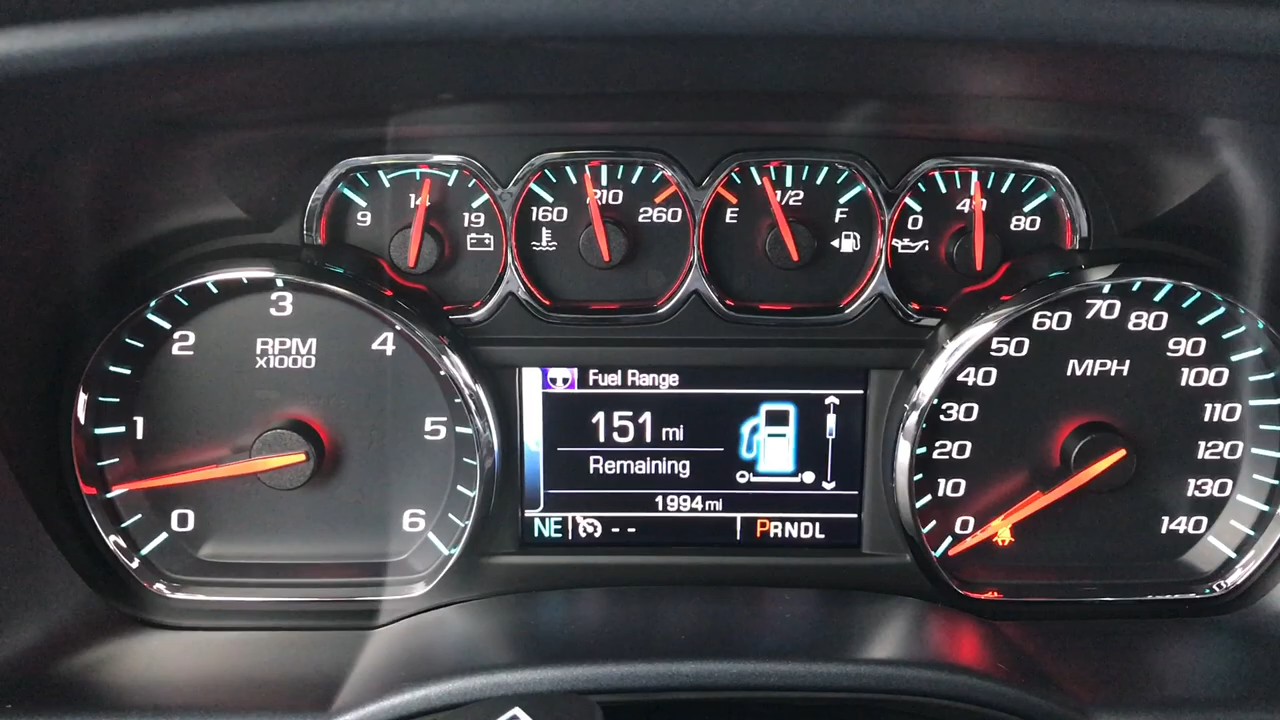 9 14 19
160 210 260
E 1/2 F
0 40 80
0 1 2 3 4 5 6
RPM
x1000
Fuel Range
151 mi
Remaining
1994 mi
NE -- PRNDL
0 10 20 30 40 50 60 70 80 90 100 110 120 130 140
MPH